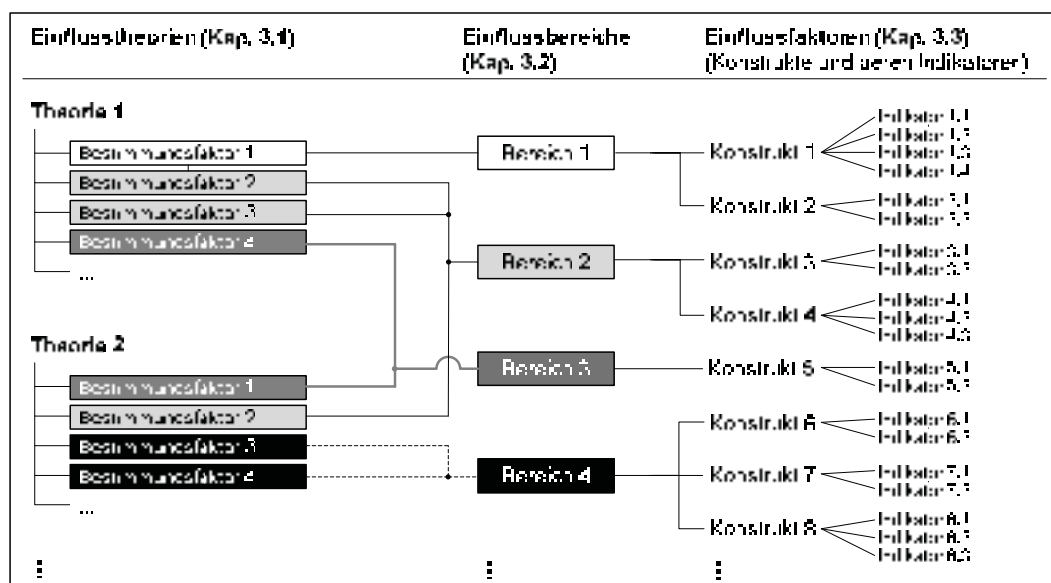 Einflusstheorien (Kap. 3.1)
Einflussbereiche
(Kap. 3.2)
Einflussfaktoren (Kap. 3.3)
(Konstrukte und deren Indikatoren)
Theorie 1
Bestimmungsfaktor 1
Bestimmungsfaktor 2
Bestimmungsfaktor 3
Bestimmungsfaktor 4
...
Theorie 2
Bestimmungsfaktor 1
Bestimmungsfaktor 2
Bestimmungsfaktor 3
Bestimmungsfaktor 4
...
Bereich 1
Bereich 2
Bereich 3
Bereich 4
Konstrukt 1
Konstrukt 2
Konstrukt 3
Konstrukt 4
Konstrukt 5
Konstrukt 6
Konstrukt 7
Konstrukt 8
Indikator 1.1
Indikator 1.2
Indikator 1.3
Indikator 1.4
Indikator 2.1
Indikator 2.2
Indikator 3.1
Indikator 3.2
Indikator 4.1
Indikator 4.2
Indikator 4.3
Indikator 5.1
Indikator 5.2
Indikator 6.1
Indikator 6.2
Indikator 7.1
Indikator 7.2
Indikator 8.1
Indikator 8.2
Indikator 8.3